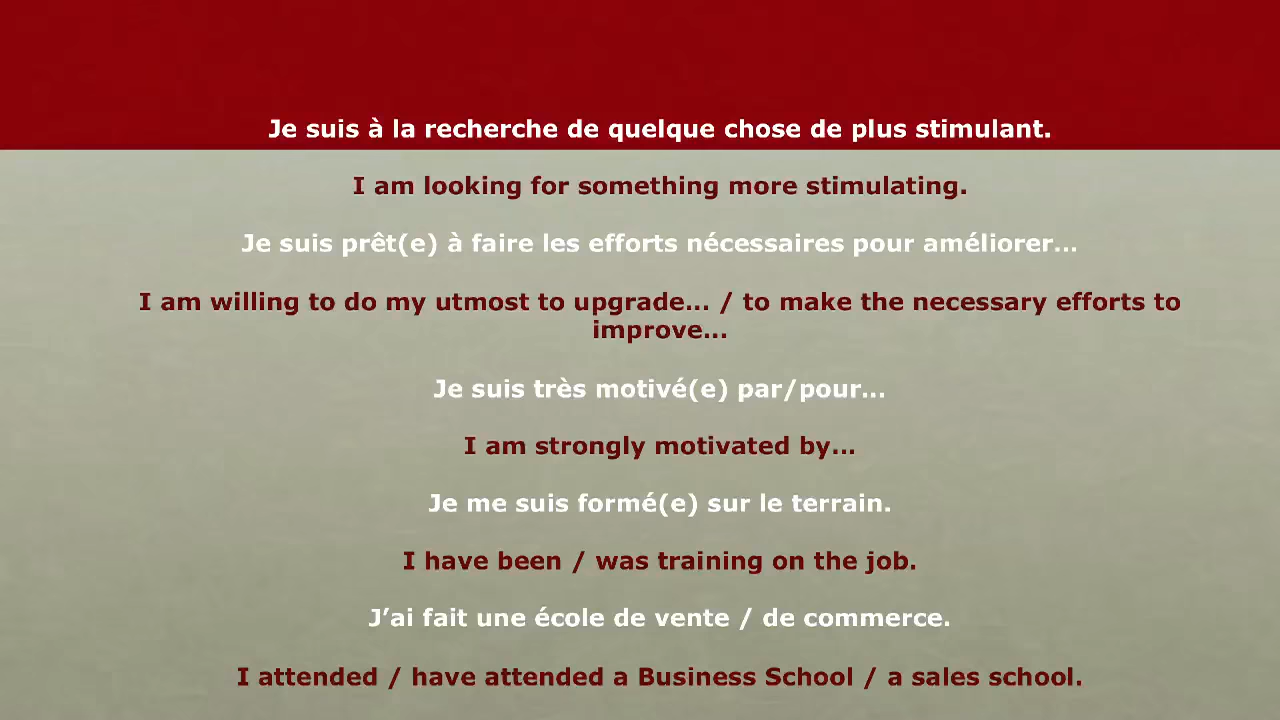 Je suis à la recherche de quelque chose de plus stimulant.
I am looking for something more stimulating.
Je suis prêt(e) à faire les efforts nécessaires pour améliorer...
I am willing to do my utmost to upgrade... / to make the necessary efforts to
improve...
Je suis très motivé(e) par/pour...
I am strongly motivated by...
Je me suis formé(e) sur le terrain.
I have been / was training on the job.
J’ai fait une école de vente / de commerce.
I attended / have attended a Business School / a sales school.